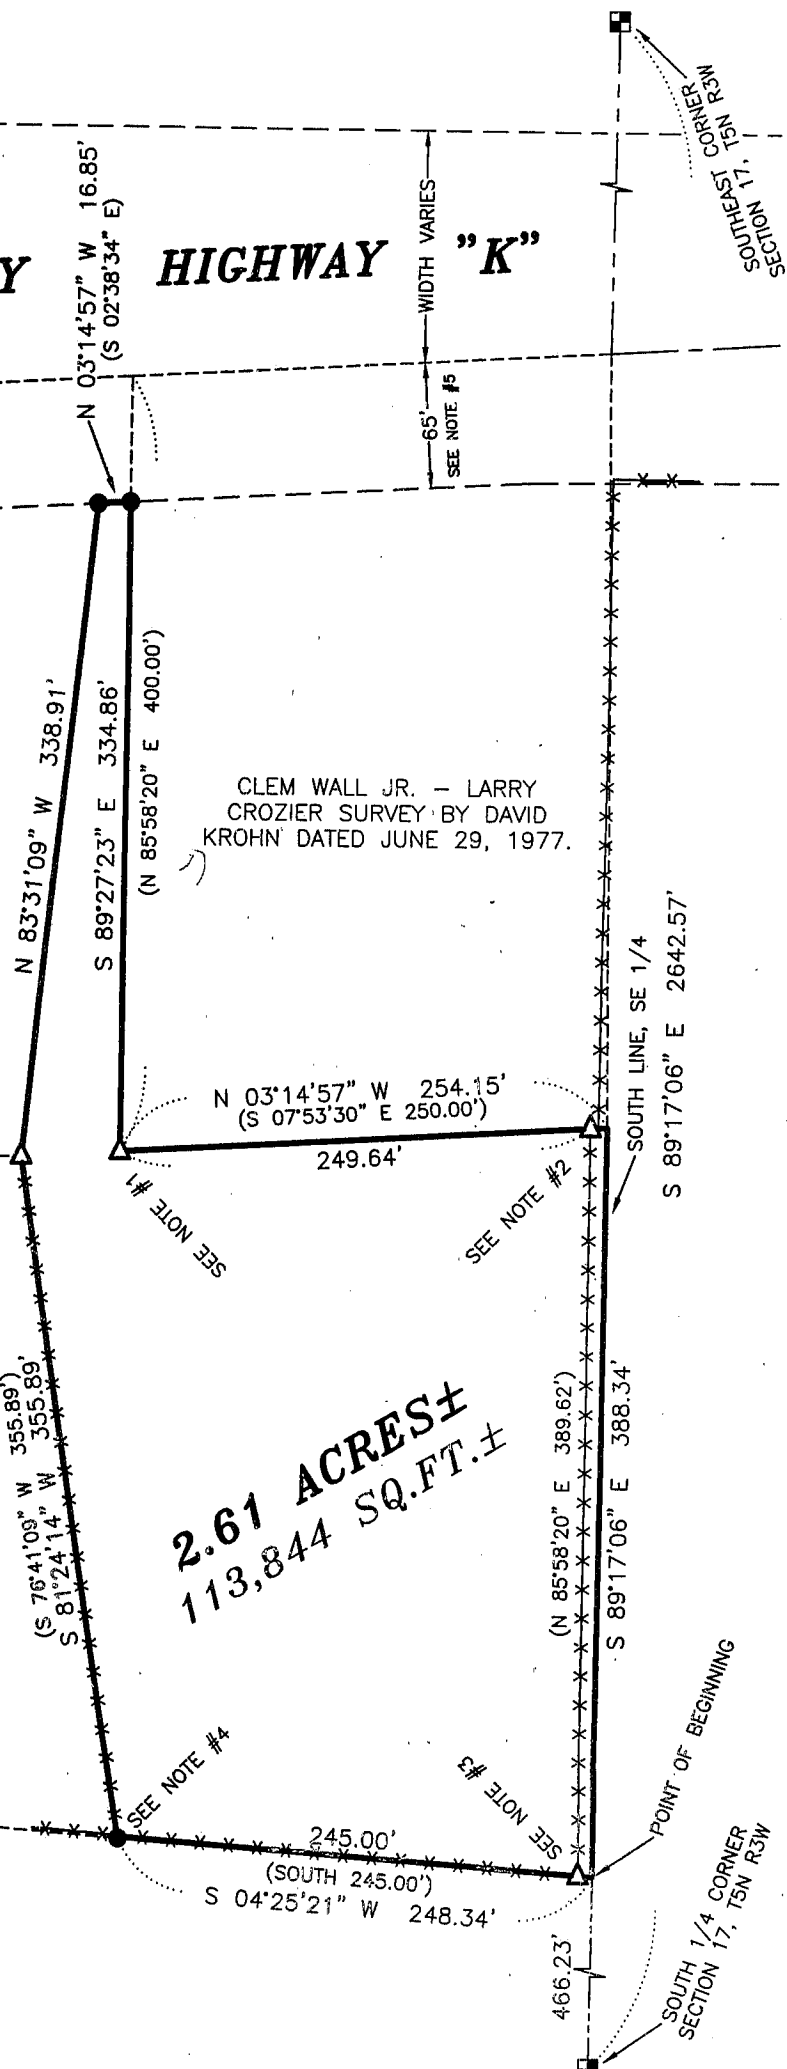 SOUTHEAST CORNER
SECTION 17, T5N R3W
Y HIGHWAY "K"
WIDTH VARIES
65'
SEE NOTE #5
N 03°14'57" W 16.85'
(S 02°38'34" E)
N 83°31'09" W 338.91'
S 89°27'23" E 334.86'
(N 85°58'20" E 400.00')
CLEM WALL JR. – LARRY
CROZIER SURVEY BY DAVID
KROHN DATED JUNE 29, 1977.
SOUTH LINE, SE 1/4
S 89°17'06" E 2642.57'
N 03°14'57" W 254.15'
(S 07°53'30" E 250.00')
249.64'
SEE NOTE #1
SEE NOTE #2
(S 76°41'09" W 355.89')
S 81°24'14" W 355.89'
2.61 ACRES±
113,844 SQ.FT.±
(N 85°58'20" E 389.62')
S 89°17'06" E 388.34'
SEE NOTE #4
SEE NOTE #3
POINT OF BEGINNING
245.00'
(SOUTH 245.00')
S 04°25'21" W 248.34'
466.23'
SOUTH 1/4 CORNER
SECTION 17, T5N R3W